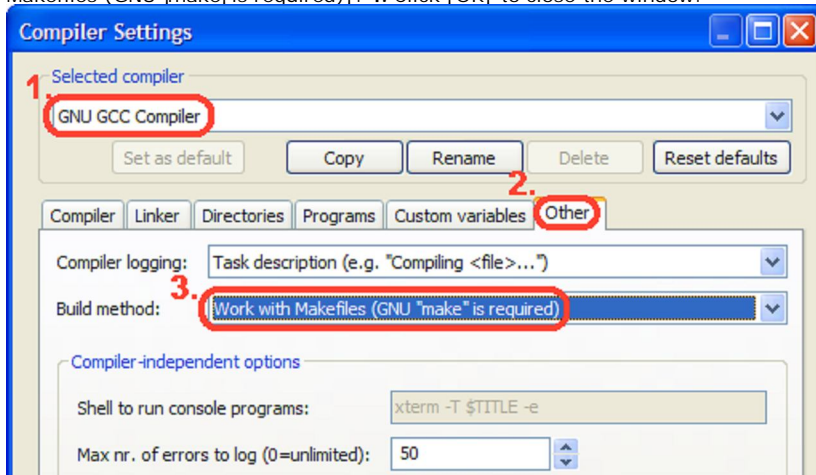 Compiler Settings
Selected compiler
1.
GNU GCC Compiler
Set as default Copy Rename Delete Reset defaults
2.
Compiler Linker Directories Programs Custom variables Other
Compiler logging: Task description (e.g. "Compiling <file>...")
3.
Build method: Work with Makefiles (GNU "make" is required)
Compiler-independent options
Shell to run console programs: xterm -T $TITLE -e
Max nr. of errors to log (0=unlimited): 50